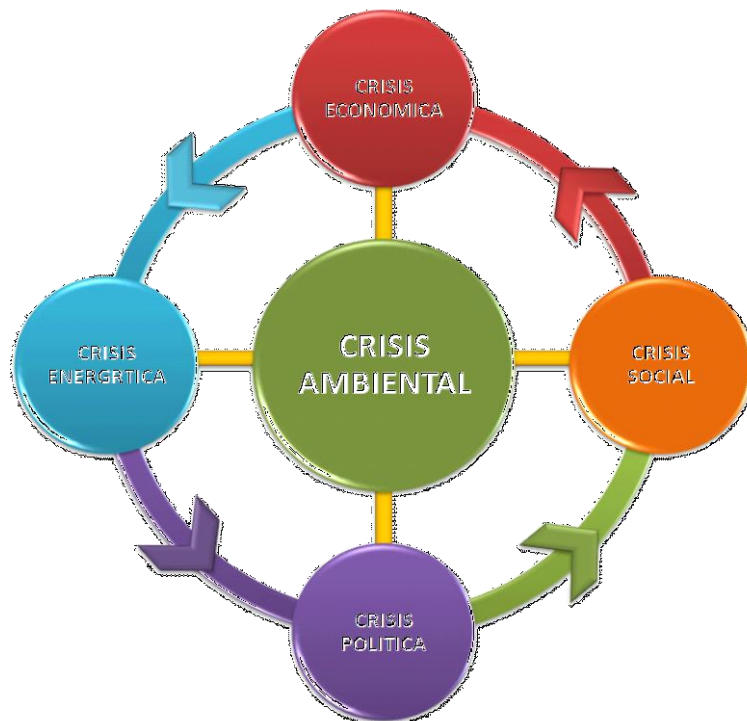 CRISIS
ECONOMICA
CRISIS
ENERGRTICA
CRISIS
AMBIENTAL
CRISIS
SOCIAL
CRISIS
POLITICA